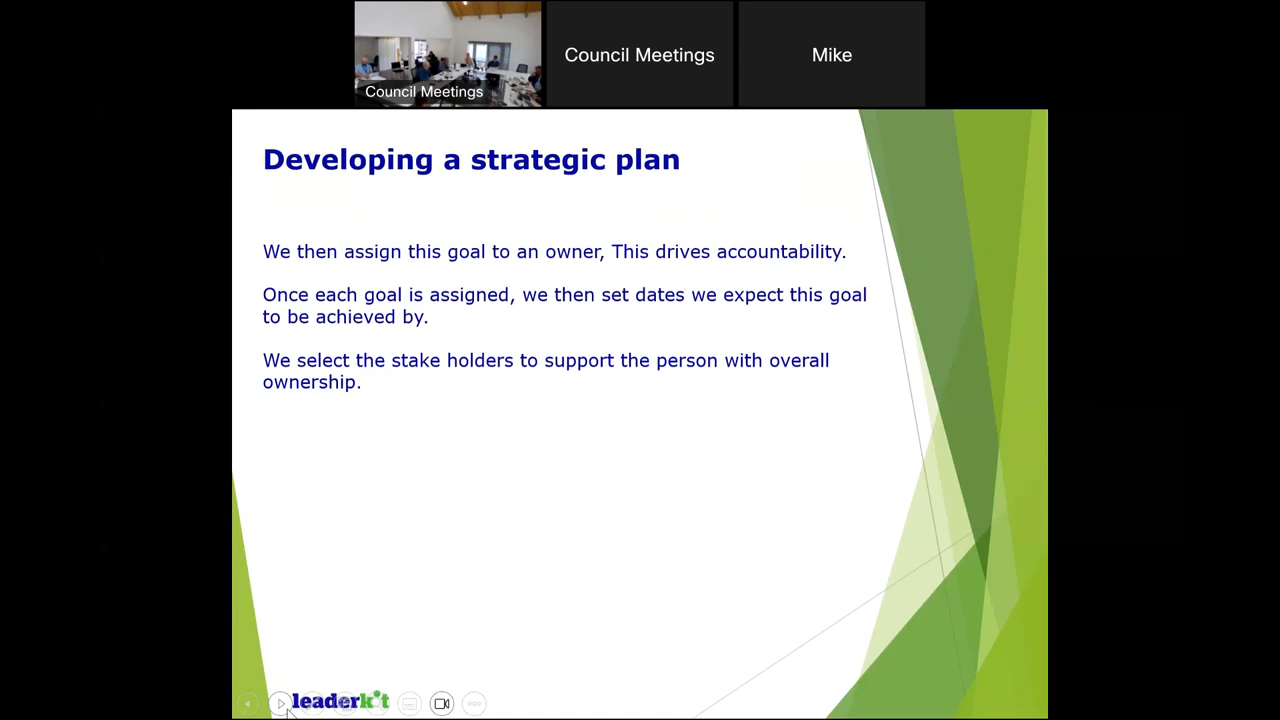 Council Meetings
Council Meetings
Mike
Developing a strategic plan
We then assign this goal to an owner, This drives accountability.
Once each goal is assigned, we then set dates we expect this goal
to be achieved by.
We select the stake holders to support the person with overall
ownership.
leaderkit